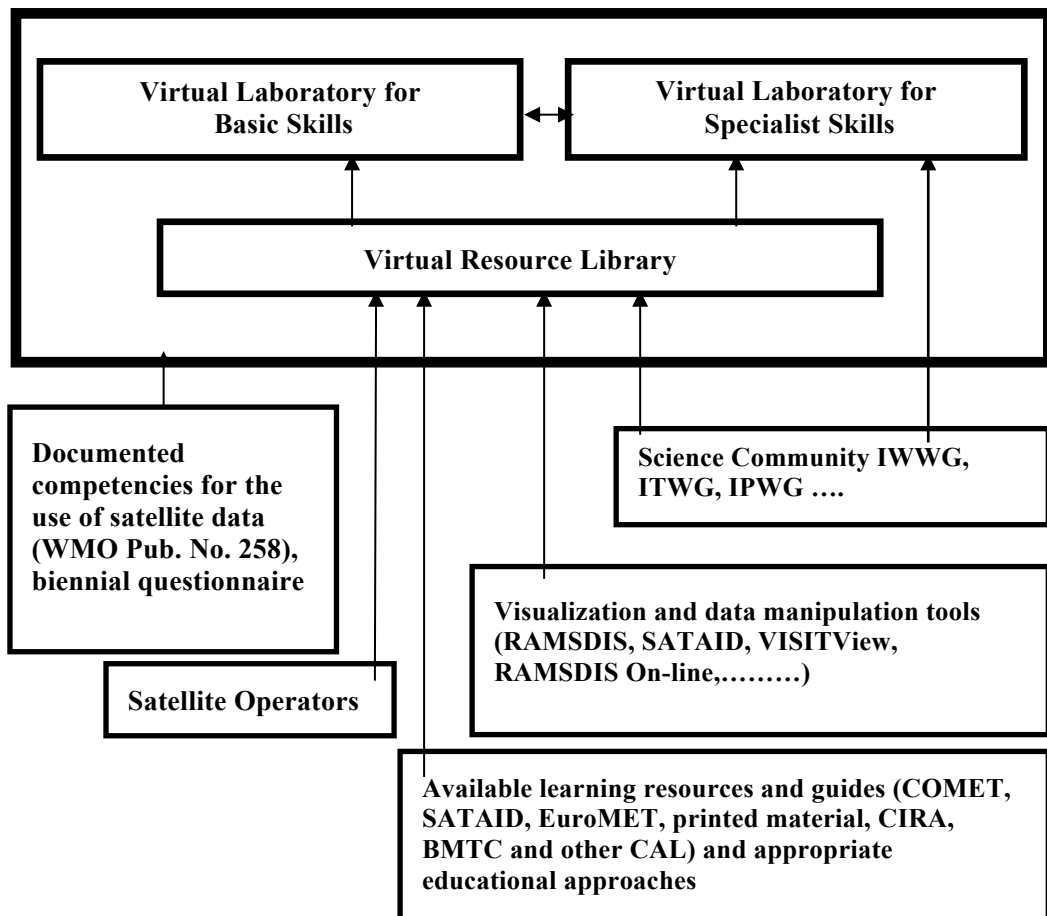 Virtual Laboratory for
Basic Skills
Virtual Laboratory for
Specialist Skills
Virtual Resource Library
Documented
competencies for the
use of satellite data
(WMO Pub. No. 258),
biennial questionnaire
Science Community IWWG,
ITWG, IPWG ….
Visualization and data manipulation tools
(RAMSDIS, SATAID, VISITView,
RAMSDIS On-line,………)
Satellite Operators
Available learning resources and guides (COMET,
SATAID, EuroMET, printed material, CIRA,
BMTC and other CAL) and appropriate
educational approaches